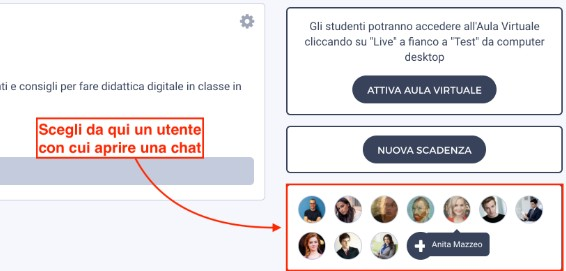 Gli studenti potranno accedere all'Aula Virtuale
cliccando su "Live" a fianco a "Test" da computer
desktop
ATTIVA AULA VIRTUALE
ti e consigli per fare didattica digitale in classe in
Scegli da qui un utente
con cui aprire una chat
NUOVA SCADENZA
Anita Mazzeo